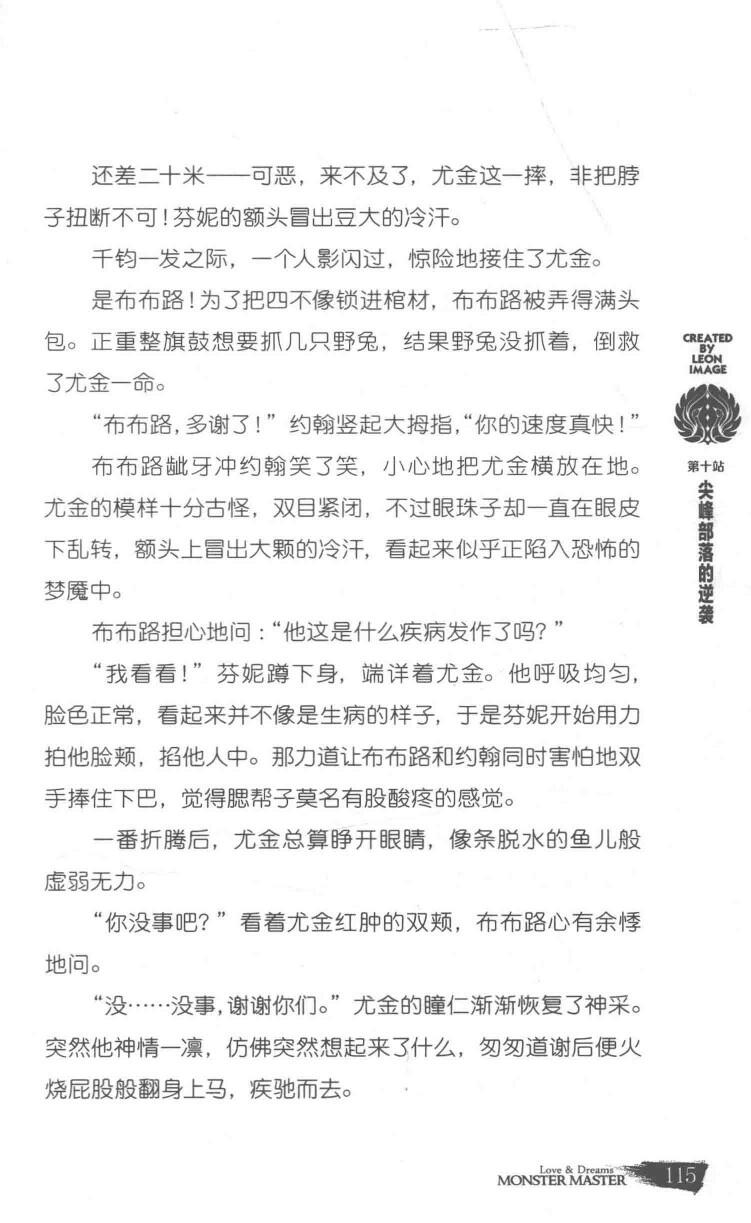 还差二十米——可恶，来不及了，尤金这一摔，非把脖
子扭断不可！芬妮的额头冒出豆大的冷汗。
千钧一发之际，一个人影闪过，惊险地接住了尤金。
是布布路！为了把四不像锁进棺材，布布路被弄得满头
包。正重整旗鼓想要抓几只野兔，结果野兔没抓着，倒救
了尤金一命。
“布布路，多谢了！”约翰竖起大拇指，“你的速度真快！”
布布路龇牙冲约翰笑了笑，小心地把尤金横放在地。
尤金的模样十分古怪，双目紧闭，不过眼珠子却一直在眼皮
下乱转，额头上冒出大颗的冷汗，看起来似乎正陷入恐怖的
梦魇中。
布布路担心地问：“他这是什么疾病发作了吗？”
“我看看！”芬妮蹲下身，端详着尤金。他呼吸均匀，
脸色正常，看起来并不像是生病的样子，于是芬妮开始用力
拍他脸颊，掐他人中。那力道让布布路和约翰同时害怕地双
手捧住下巴，觉得腮帮子莫名有股酸疼的感觉。
一番折腾后，尤金总算睁开眼睛，像条脱水的鱼儿般
虚弱无力。
“你没事吧？”看着尤金红肿的双颊，布布路心有余悸
地问。
“没……没事，谢谢你们。”尤金的瞳仁渐渐恢复了神采。
突然他神情一凛，仿佛突然想起来了什么，匆匆道谢后便火
烧屁股般翻身上马，疾驰而去。
CREATED
BY
LEON
IMAGE
第十站
尖峰部落的逆袭
Love & Dreams
MONSTER MASTER
115